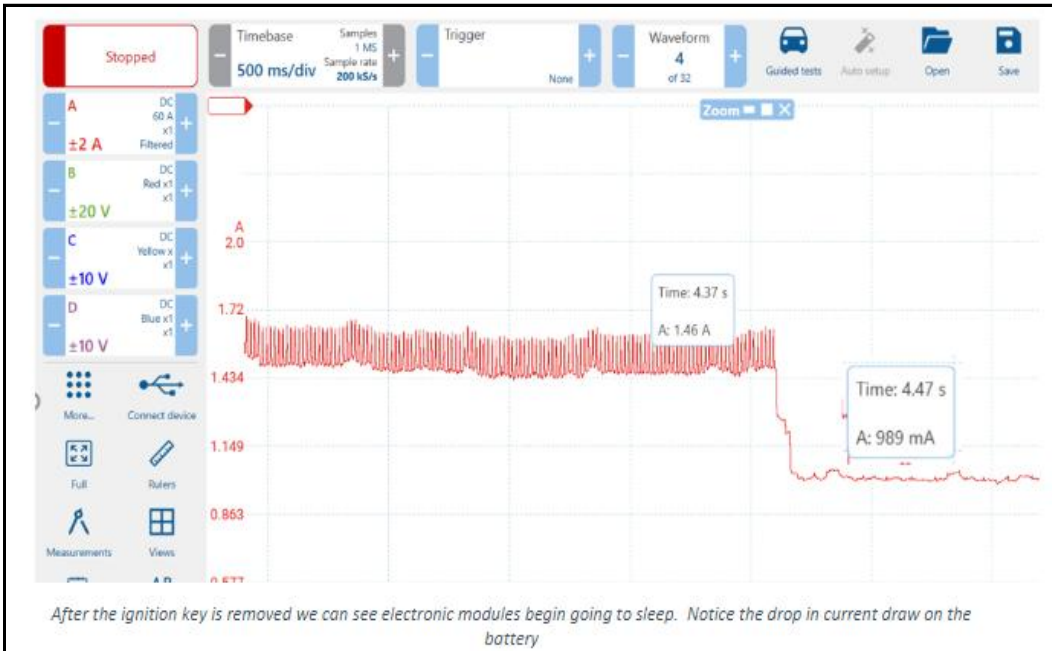 Stopped
Timebase
500 ms/div
Samples
1 MS
Sample rate
200 kS/s
Trigger
None
Waveform
4
of 32
Guided tests
Auto setup
Open
Save
A
±2 A
DC
60 A
x1
Filtered
B
±20 V
DC
Red x1
x1
C
±10 V
DC
Yellow x
x1
D
±10 V
DC
Blue x1
x1
More...
Connect device
Full
Rulers
Measurements
Views
Zoom
A
2.0
1.72
1.434
1.149
0.863
0.577
Time: 4.37 s
A: 1.46 A
Time: 4.47 s
A: 989 mA
After the ignition key is removed we can see electronic modules begin going to sleep. Notice the drop in current draw on the
battery